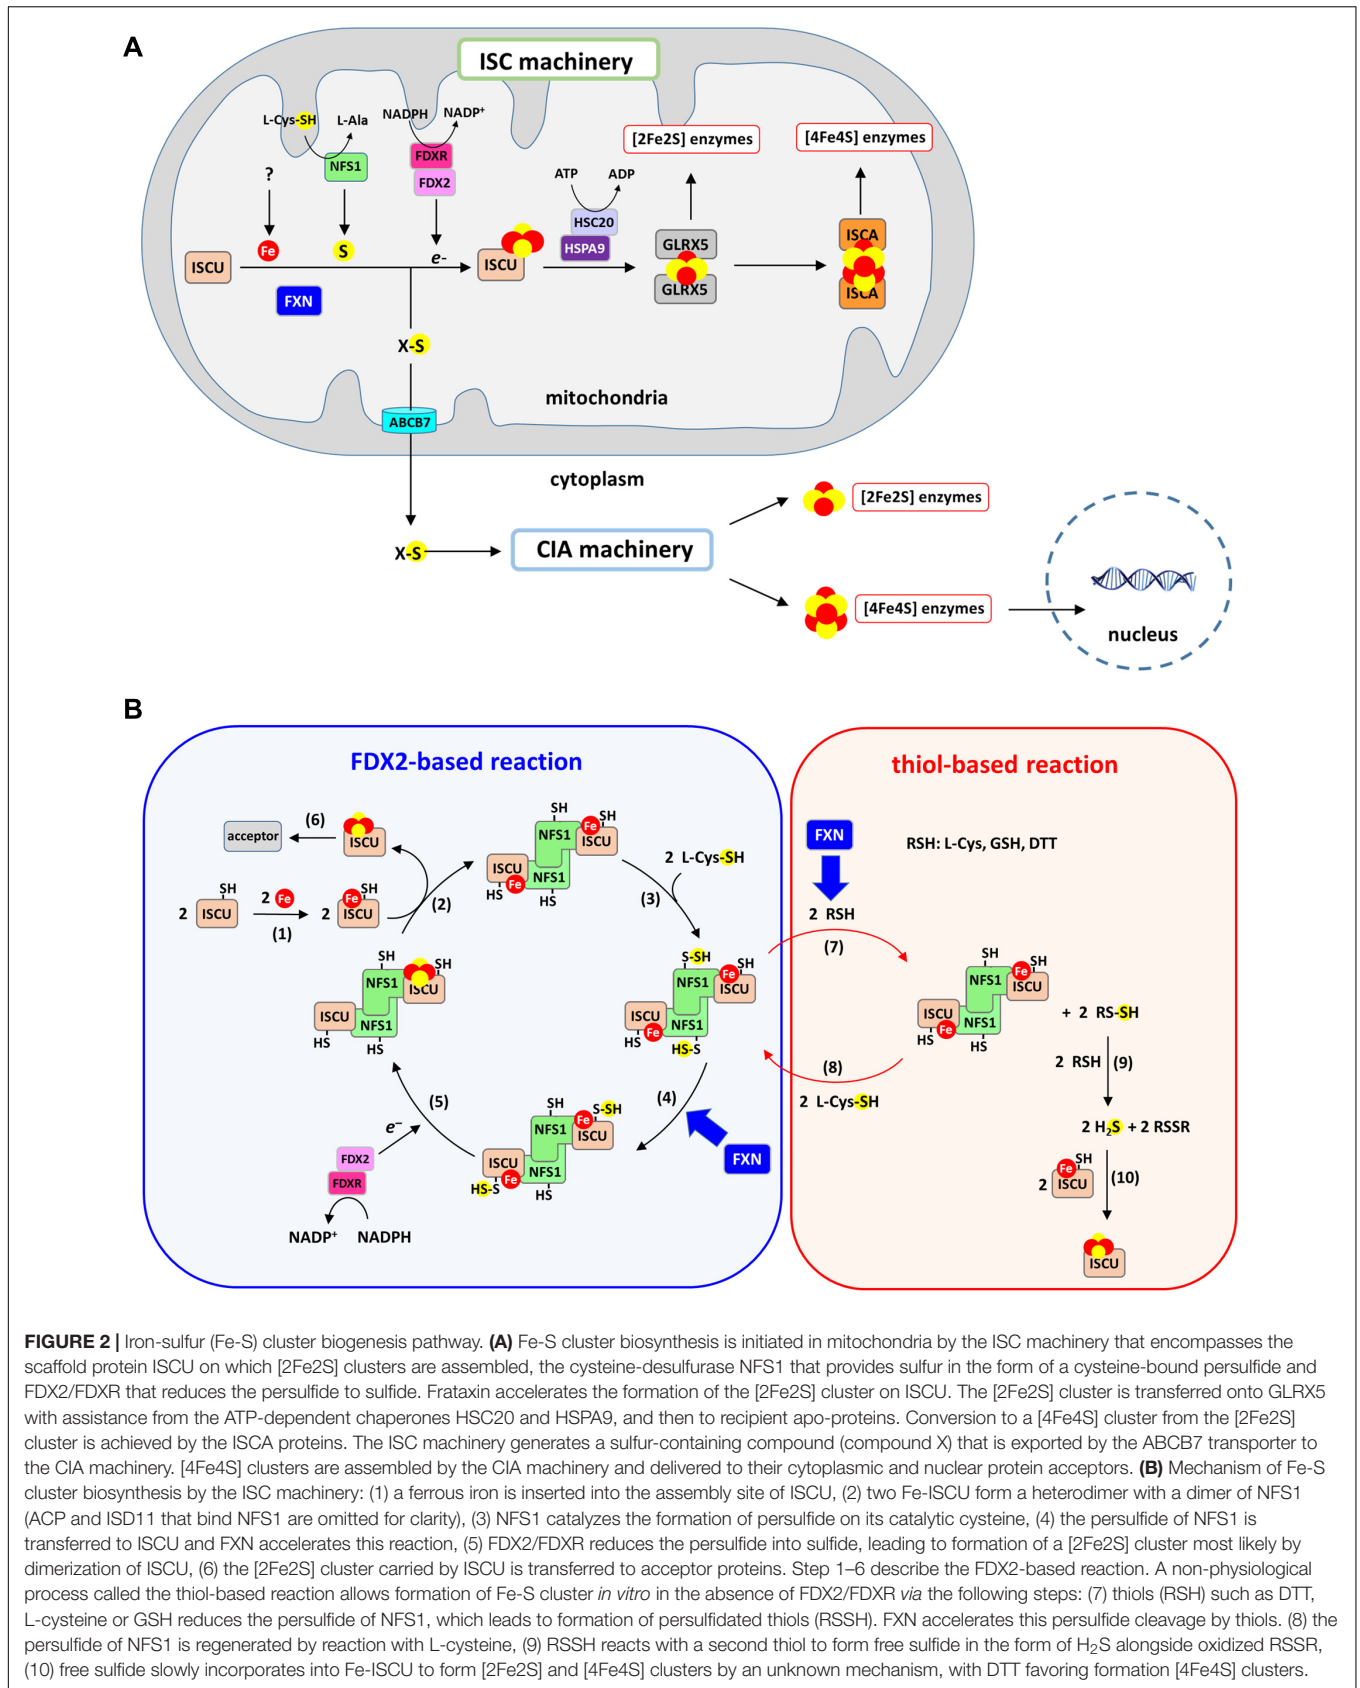 A
ISC machinery
L-Cys-SH
L-Ala
NADPH
NADP⁺
[2Fe2S] enzymes
[4Fe4S] enzymes
NFS1
FDXR
FDX2
?
ATP
ADP
HSC20
HSPA9
Fe
S
e-
ISCU
ISCU
GLRX5
GLRX5
ISCA
ISCA
FXN
X-S
mitochondria
ABCB7
cytoplasm
[2Fe2S] enzymes
X-S
CIA machinery
[4Fe4S] enzymes
nucleus
B
FDX2-based reaction
acceptor
(6)
ISCU
SH
NFS1
Fe
SH
ISCU
ISCU
Fe
HS
NFS1
HS
2 L-Cys-SH
(3)
2
SH
ISCU
2 Fe
(1)
2
Fe
SH
ISCU
(2)
SH
NFS1
SH
ISCU
ISCU
NFS1
HS
HS
S-SH
NFS1
Fe
SH
ISCU
ISCU
Fe
NFS1
HS-S
HS
(4)
FXN
(5)
e⁻
FDX2
FDXR
NADP⁺
NADPH
SH
NFS1
Fe
S-SH
ISCU
ISCU
Fe
HS-S
NFS1
HS
thiol-based reaction
FXN
RSH: L-Cys, GSH, DTT
2 RSH
(7)
SH
NFS1
Fe
SH
ISCU
ISCU
Fe
HS
NFS1
HS
+ 2 RS-SH
(8)
2 L-Cys-SH
2 RSH
(9)
2 H₂S + 2 RSSR
2
Fe
SH
ISCU
(10)
ISCU
FIGURE 2 | Iron-sulfur (Fe-S) cluster biogenesis pathway. (A) Fe-S cluster biosynthesis is initiated in mitochondria by the ISC machinery that encompasses the
scaffold protein ISCU on which [2Fe2S] clusters are assembled, the cysteine-desulfurase NFS1 that provides sulfur in the form of a cysteine-bound persulfide and
FDX2/FDXR that reduces the persulfide to sulfide. Frataxin accelerates the formation of the [2Fe2S] cluster on ISCU. The [2Fe2S] cluster is transferred onto GLRX5
with assistance from the ATP-dependent chaperones HSC20 and HSPA9, and then to recipient apo-proteins. Conversion to a [4Fe4S] cluster from the [2Fe2S]
cluster is achieved by the ISCA proteins. The ISC machinery generates a sulfur-containing compound (compound X) that is exported by the ABCB7 transporter to
the CIA machinery. [4Fe4S] clusters are assembled by the CIA machinery and delivered to their cytoplasmic and nuclear protein acceptors. (B) Mechanism of Fe-S
cluster biosynthesis by the ISC machinery: (1) a ferrous iron is inserted into the assembly site of ISCU, (2) two Fe-ISCU form a heterodimer with a dimer of NFS1
(ACP and ISD11 that bind NFS1 are omitted for clarity), (3) NFS1 catalyzes the formation of persulfide on its catalytic cysteine, (4) the persulfide of NFS1 is
transferred to ISCU and FXN accelerates this reaction, (5) FDX2/FDXR reduces the persulfide into sulfide, leading to formation of a [2Fe2S] cluster most likely by
dimerization of ISCU, (6) the [2Fe2S] cluster carried by ISCU is transferred to acceptor proteins. Step 1–6 describe the FDX2-based reaction. A non-physiological
process called the thiol-based reaction allows formation of Fe-S cluster in vitro in the absence of FDX2/FDXR via the following steps: (7) thiols (RSH) such as DTT,
L-cysteine or GSH reduces the persulfide of NFS1, which leads to formation of persulfidated thiols (RSSH). FXN accelerates this persulfide cleavage by thiols. (8) the
persulfide of NFS1 is regenerated by reaction with L-cysteine, (9) RSSH reacts with a second thiol to form free sulfide in the form of H₂S alongside oxidized RSSR,
(10) free sulfide slowly incorporates into Fe-ISCU to form [2Fe2S] and [4Fe4S] clusters by an unknown mechanism, with DTT favoring formation [4Fe4S] clusters.